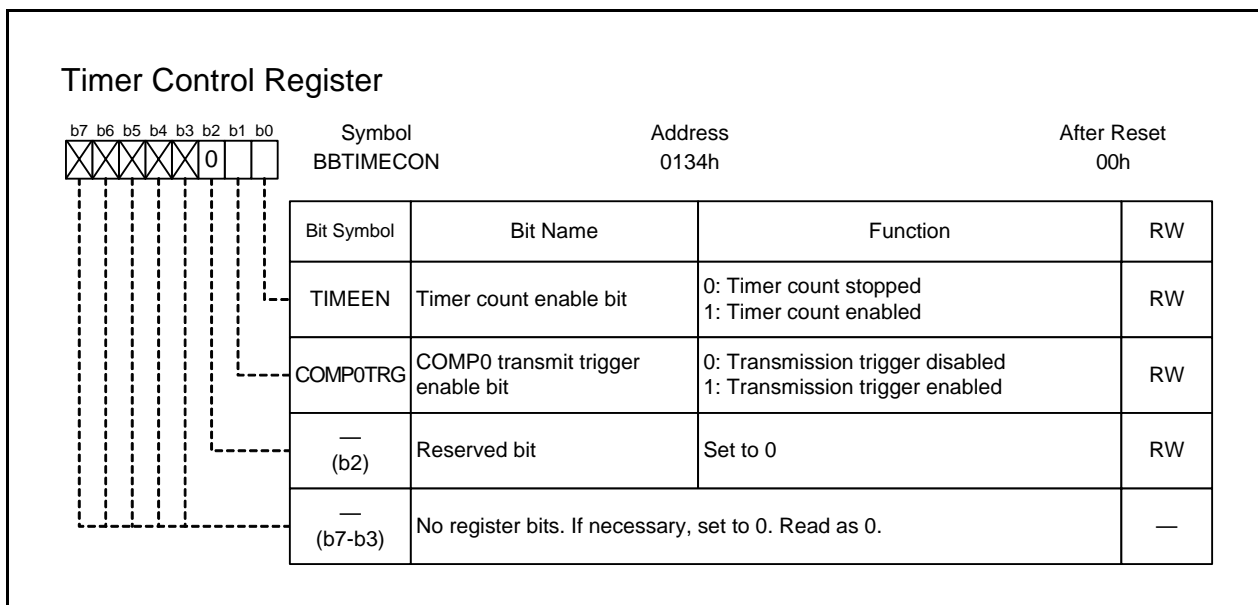 Timer Control Register
b7 b6 b5 b4 b3 b2 b1 b0
Symbol Address After Reset
0
BBTIMECON 0134h 00h
Bit Symbol Bit Name Function RW
TIMEEN Timer count enable bit 0: Timer count stopped
1: Timer count enabled RW
COMP0TRG COMP0 transmit trigger
enable bit 0: Transmission trigger disabled
1: Transmission trigger enabled RW
—
(b2) Reserved bit Set to 0 RW
—
(b7-b3) No register bits. If necessary, set to 0. Read as 0. —